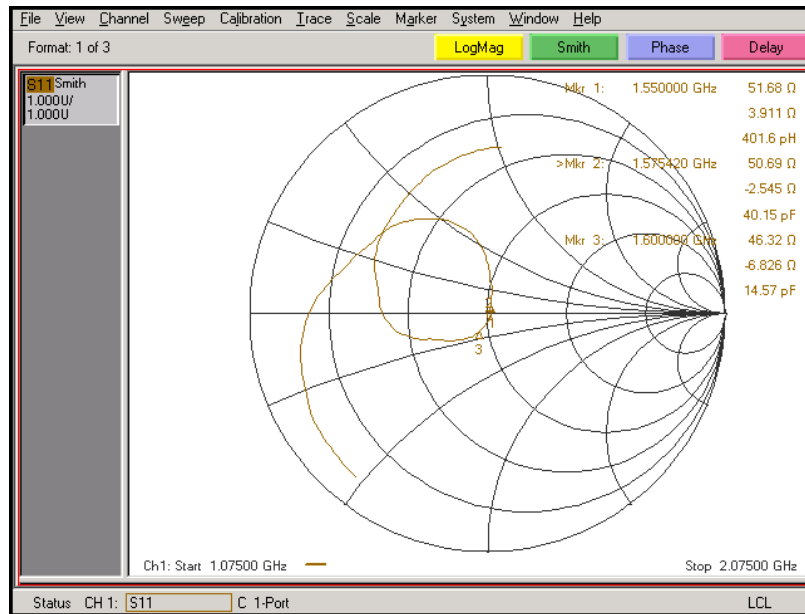 File View Channel Sweep Calibration Trace Scale Marker System Window Help
Format: 1 of 3 LogMag Smith Phase Delay
S11 Smith
1.000U/
1.000U
Mkr 1: 1.550000 GHz 51.68 Ω
3.911 Ω
401.6 pH
>Mkr 2: 1.575420 GHz 50.69 Ω
-2.545 Ω
40.15 pF
Mkr 3: 1.600000 GHz 46.32 Ω
-6.826 Ω
14.57 pF
1
3
Ch1: Start 1.07500 GHz Stop 2.07500 GHz
Status CH 1: S11 C 1-Port LCL